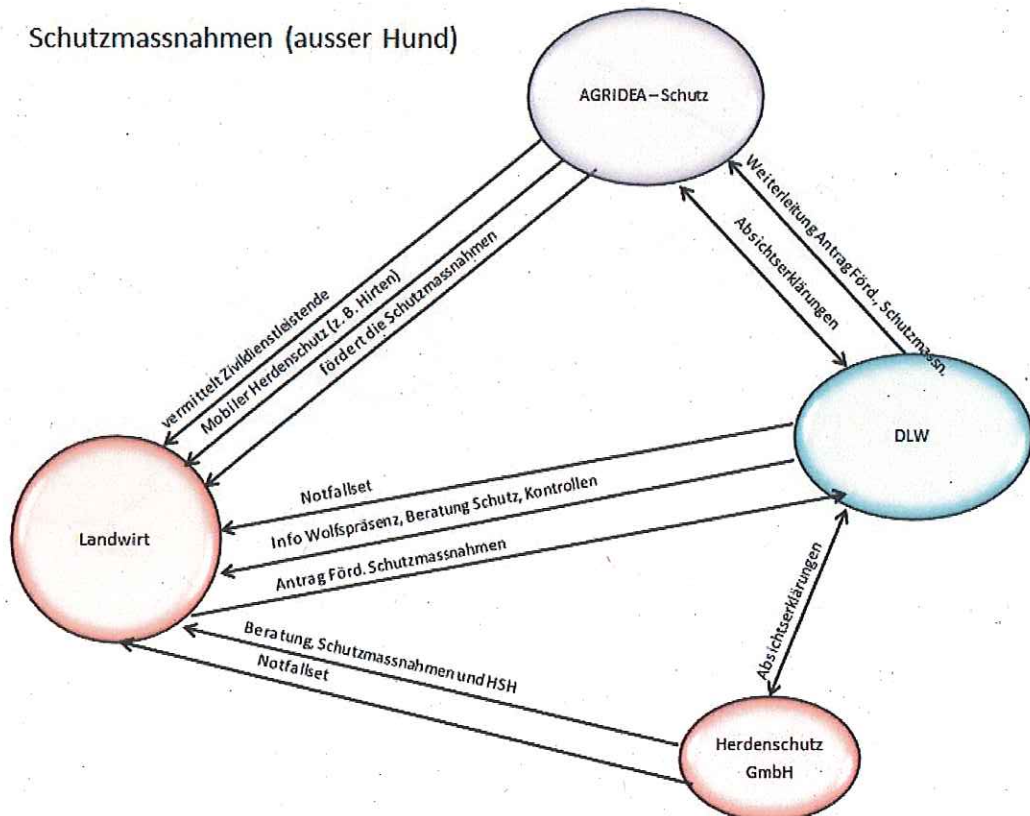 Schutzmassnahmen (ausser Hund)
AGRIDEA – Schutz
Weiterleitung Antrag Förd., Schutzmassn.
Absichtserklärungen
vermittelt Zivildienstleistende
Mobiler Herdenschutz (z. B. Hirten)
fördert die Schutzmassnahmen
DLW
Notfallset
Info Wolfspräsenz, Beratung Schutz, Kontrollen
Landwirt
Antrag Förd. Schutzmassnahmen
Absichtserklärungen
Beratung, Schutzmassnahmen und HSH
Notfallset
Herdenschutz
GmbH